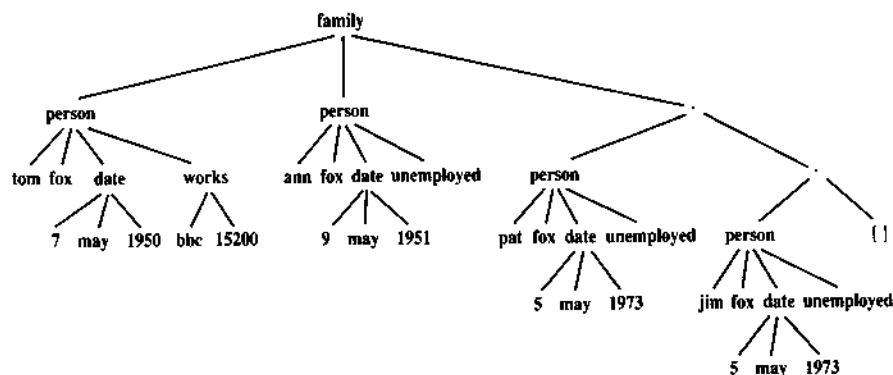 family
person person .
tom fox date works ann fox date unemployed person .
7 may 1950 bbc 15200 9 may 1951 pat fox date unemployed person [ ]
5 may 1973 jim fox date unemployed
5 may 1973